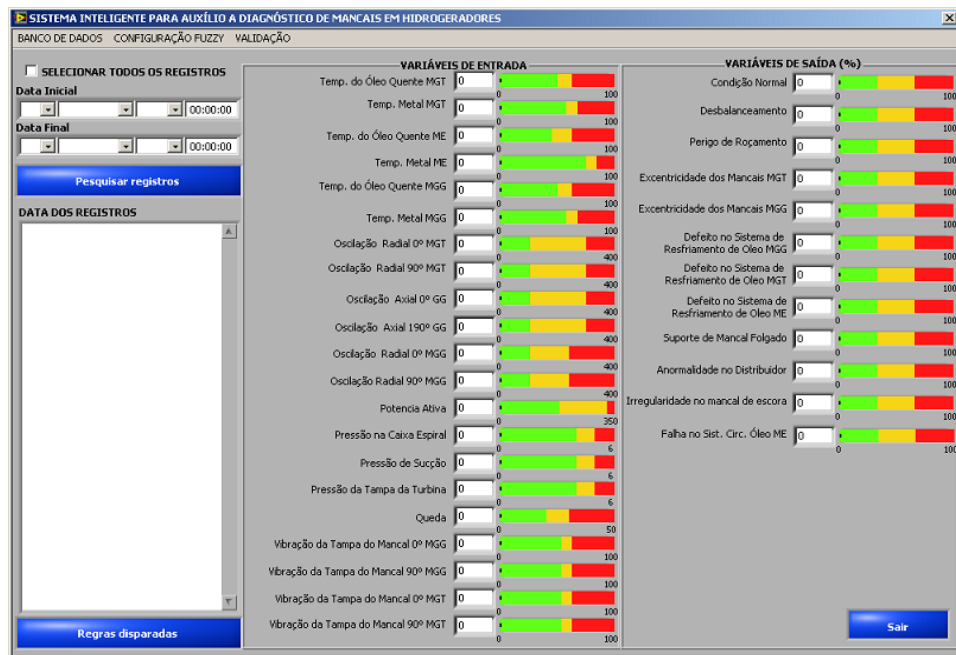 SISTEMA INTELIGENTE PARA AUXÍLIO A DIAGNÓSTICO DE MANCAIS EM HIDROGERADORES
BANCO DE DADOS CONFIGURAÇÃO FUZZY VALIDAÇÃO
SELECIONAR TODOS OS REGISTROS
Data Inicial
00:00:00
Data Final
00:00:00
Pesquisar registros
DATA DOS REGISTROS
Regras disparadas
VARIÁVEIS DE ENTRADA
Temp. do Óleo Quente MGT 0
0 100
Temp. Metal MGT 0
0 100
Temp. do Óleo Quente ME 0
0 100
Temp. Metal ME 0
0 100
Temp. do Óleo Quente MGG 0
0 100
Temp. Metal MGG 0
0 100
Oscilação Radial 0º MGT 0
0 400
Oscilação Radial 90º MGT 0
0 400
Oscilação Axial 0º GG 0
0 400
Oscilação Axial 190º GG 0
0 400
Oscilação Radial 0º MGG 0
0 400
Oscilação Radial 90º MGG 0
0 400
Potencia Ativa 0
0 350
Pressão na Caixa Espiral 0
0 6
Pressão de Sucção 0
0 6
Pressão da Tampa da Turbina 0
0 6
Queda 0
0 50
Vibração da Tampa do Mancal 0º MGG 0
0 100
Vibração da Tampa do Mancal 90º MGG 0
0 100
Vibração da Tampa do Mancal 0º MGT 0
0 100
Vibração da Tampa do Mancal 90º MGT 0
0 100
VARIÁVEIS DE SAÍDA (%)
Condição Normal 0
0 100
Desbalanceamento 0
0 100
Perigo de Roçamento 0
0 100
Excentricidade dos Mancais MGT 0
0 100
Excentricidade dos Mancais MGG 0
0 100
Defeito no Sistema de
Resfriamento de Oleo MGG 0
0 100
Defeito no Sistema de
Resfriamento de Oleo MGT 0
0 100
Defeito no Sistema de
Resfriamento de Oleo ME 0
0 100
Suporte de Mancal Folgado 0
0 100
Anormalidade no Distribuidor 0
0 100
Irregularidade no mancal de escora 0
0 100
Falha no Sist. Circ. Óleo ME 0
0 100
Sair